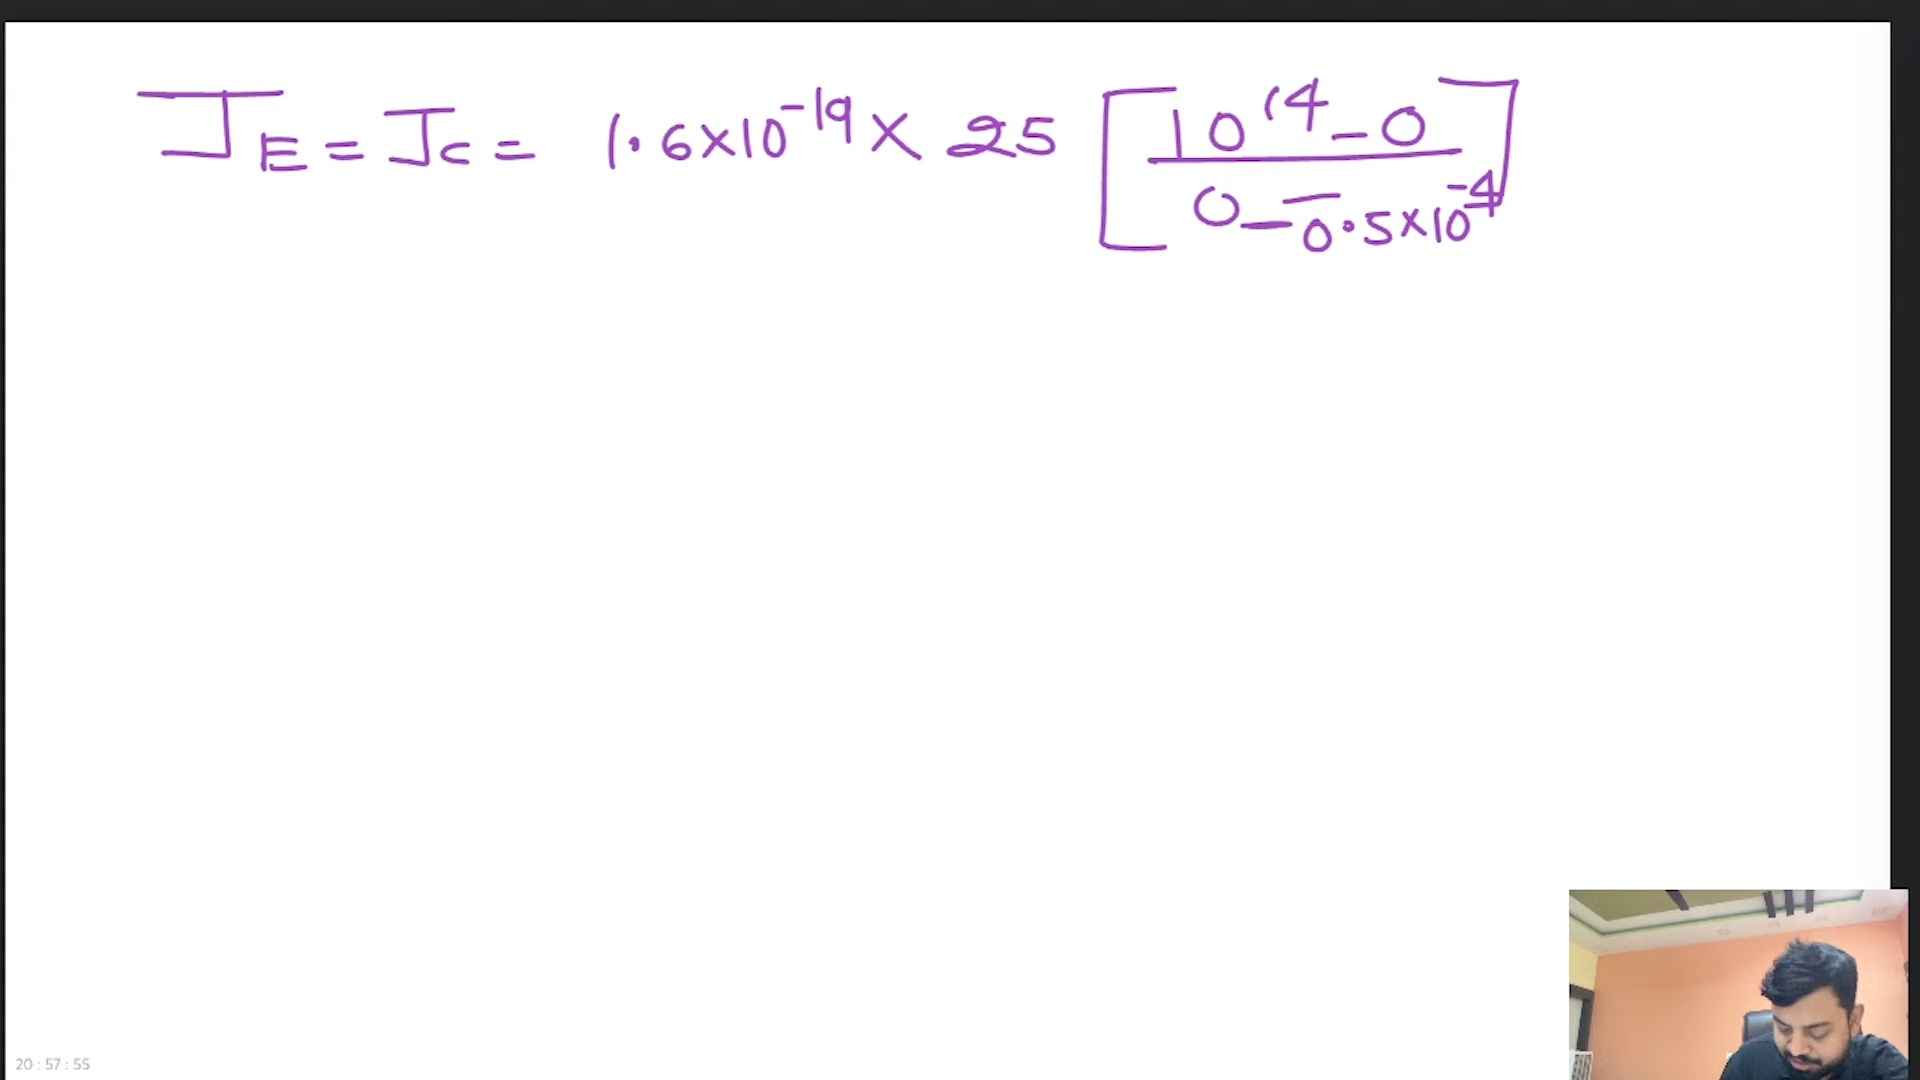 J_E = J_C = 1.6×10^-19 × 25 [ (10^14 - 0) / (0 - -0.5×10^-4) ]
20 : 57 : 55